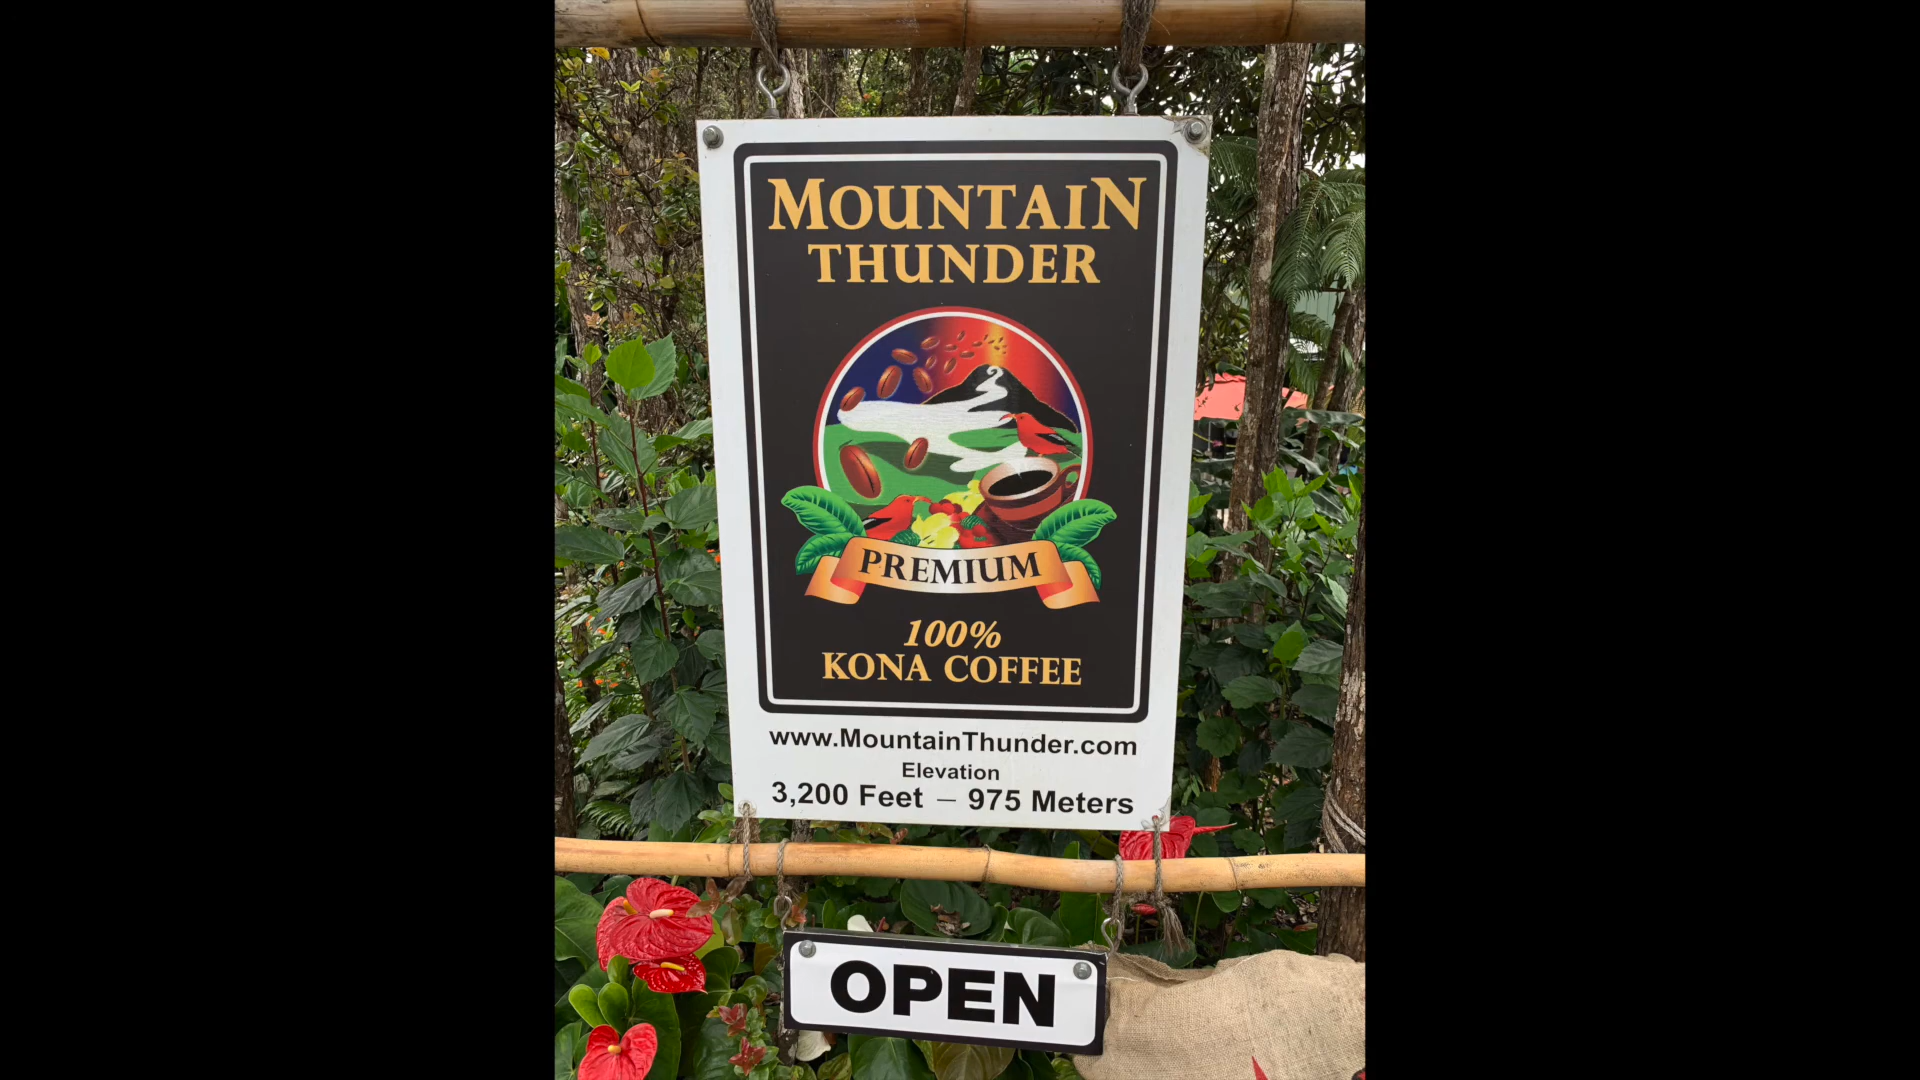 MOUNTAIN
THUNDER
PREMIUM
100%
KONA COFFEE
www.MountainThunder.com
Elevation
3,200 Feet – 975 Meters
OPEN